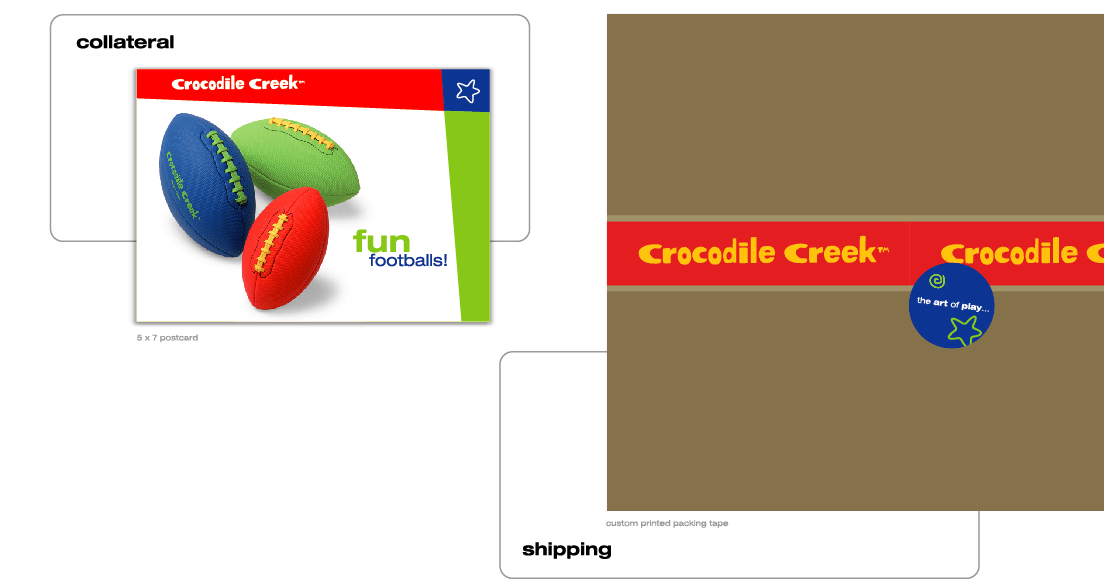 collateral
Crocodile Creek™
Crocodile Creek
fun
footballs!
5 x 7 postcard
Crocodile Creek™
Crocodile C
the art of play...
custom printed packing tape
shipping